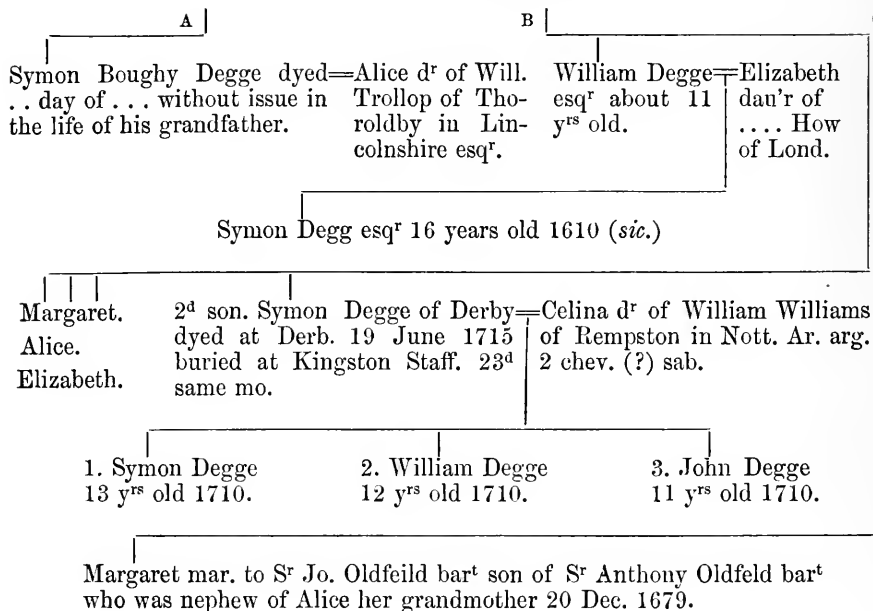 A B
Symon Boughy Degge dyed=Alice dʳ of Will. William Degge=Elizabeth
. . day of . . . without issue in Trollop of Tho- esqʳ about 11 dau'r of
the life of his grandfather. roldby in Lin- yʳˢ old. . . . . How
colnshire esqʳ. of Lond.
Symon Degg esqʳ 16 years old 1610 (sic.)
Margaret. 2ᵈ son. Symon Degge of Derby=Celina dʳ of William Williams
Alice. dyed at Derb. 19 June 1715 of Rempston in Nott. Ar. arg.
Elizabeth. buried at Kingston Staff. 23ᵈ 2 chev. (?) sab.
same mo.
1. Symon Degge 2. William Degge 3. John Degge
13 yʳˢ old 1710. 12 yʳˢ old 1710. 11 yʳˢ old 1710.
Margaret mar. to Sʳ Jo. Oldfeild barᵗ son of Sʳ Anthony Oldfeld barᵗ
who was nephew of Alice her grandmother 20 Dec. 1679.